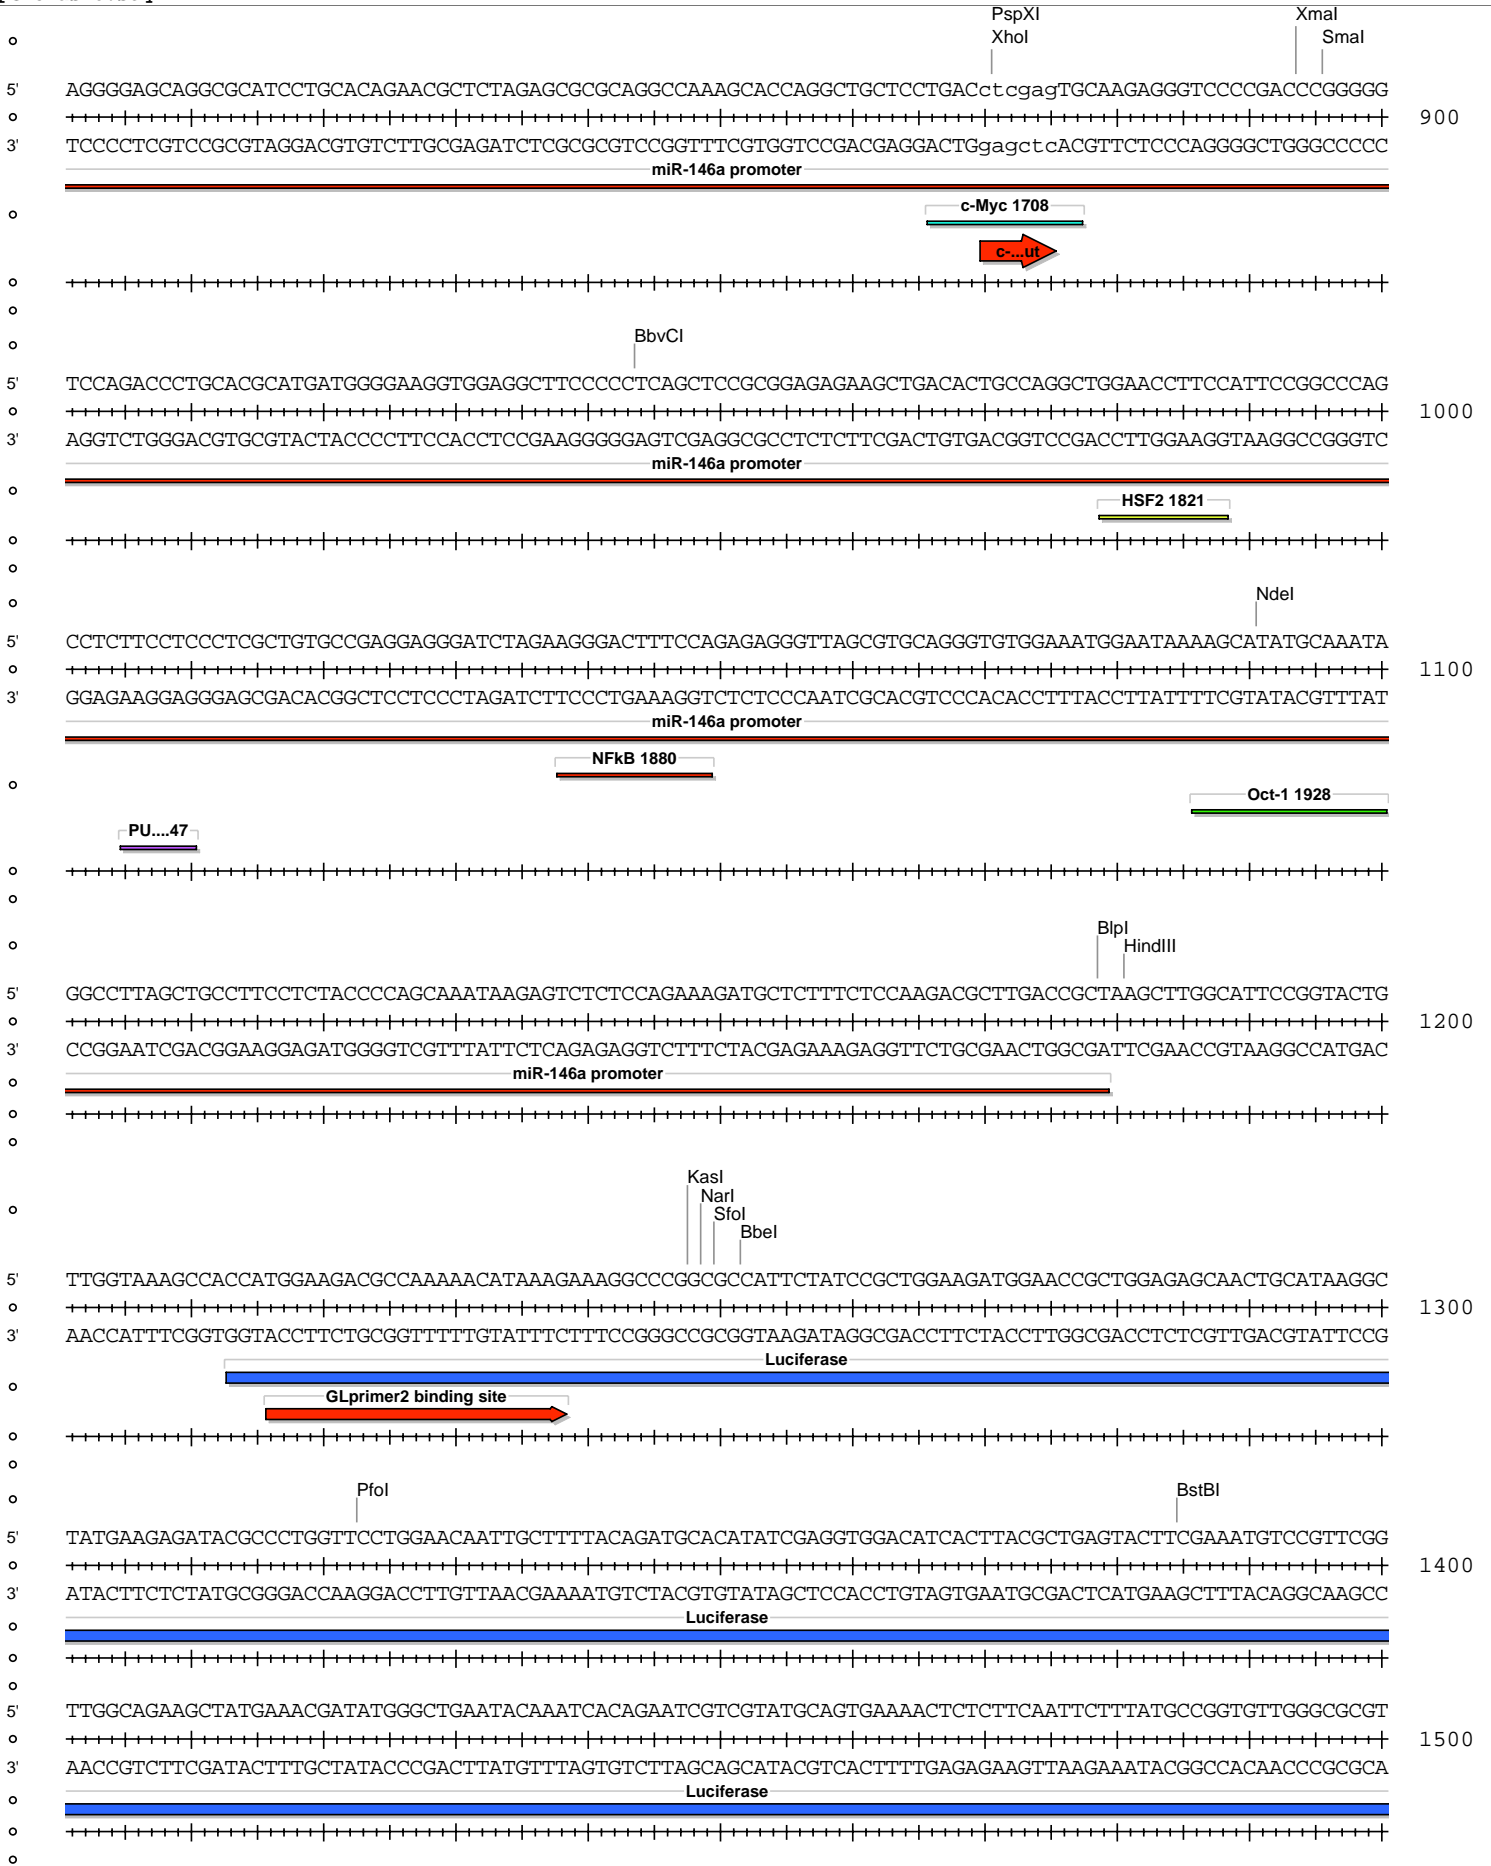 PspXI XmaI
XhoI SmaI
5' AGGGGAGCAGGCGCATCCTGCACAGAACGCTCTAGAGCGCGCAGGCCAAAGCACCAGGCTGCTCCTGACctcgagTGCAAGAGGGTCCCCGACCCGGGGG
900
3' TCCCCTCGTCCGCGTAGGACGTGTCTTGCGAGATCTCGCGCGTCCGGTTTCGTGGTCCGACGAGGACTGgagctcACGTTCTCCCAGGGGCTGGGCCCCC
miR-146a promoter
c-Myc 1708
c-...ut
BbvCI
5' TCCAGACCCTGCACGCATGATGGGGAAGGTGGAGGCTTCCCCCTCAGCTCCGCGGAGAGAAGCTGACACTGCCAGGCTGGAACCTTCCATTCCGGCCCAG
1000
3' AGGTCTGGGACGTGCGTACTACCCCTTCCACCTCCGAAGGGGGAGTCGAGGCGCCTCTCTTCGACTGTGACGGTCCGACCTTGGAAGGTAAGGCCGGGTC
miR-146a promoter
HSF2 1821
NdeI
5' CCTCTTCCTCCCTCGCTGTGCCGAGGAGGGATCTAGAAGGGACTTTCCAGAGAGGGTTAGCGTGCAGGGTGTGGAAATGGAATAAAAGCATATGCAAATA
1100
3' GGAGAAGGAGGGAGCGACACGGCTCCTCCCTAGATCTTCCCTGAAAGGTCTCTCCCAATCGCACGTCCCACACCTTTACCTTATTTTCGTATACGTTTAT
miR-146a promoter
NFkB 1880
Oct-1 1928
PU....47
BlpI
HindIII
5' GGCCTTAGCTGCCTTCCTCTACCCCAGCAAATAAGAGTCTCTCCAGAAAGATGCTCTTTCTCCAAGACGCTTGACCGCTAAGCTTGGCATTCCGGTACTG
1200
3' CCGGAATCGACGGAAGGAGATGGGGTCGTTTATTCTCAGAGAGGTCTTTCTACGAGAAAGAGGTTCTGCGAACTGGCGATTCGAACCGTAAGGCCATGAC
miR-146a promoter
KasI
NarI
SfoI
BbeI
5' TTGGTAAAGCCACCATGGAAGACGCCAAAAACATAAAGAAAGGCCCGGCGCCATTCTATCCGCTGGAAGATGGAACCGCTGGAGAGCAACTGCATAAGGC
1300
3' AACCATTTCGGTGGTACCTTCTGCGGTTTTTGTATTTCTTTCCGGGCCGCGGTAAGATAGGCGACCTTCTACCTTGGCGACCTCTCGTTGACGTATTCCG
Luciferase
GLprimer2 binding site
PfoI BstBI
5' TATGAAGAGATACGCCCTGGTTCCTGGAACAATTGCTTTTACAGATGCACATATCGAGGTGGACATCACTTACGCTGAGTACTTCGAAATGTCCGTTCGG
1400
3' ATACTTCTCTATGCGGGACCAAGGACCTTGTTAACGAAAATGTCTACGTGTATAGCTCCACCTGTAGTGAATGCGACTCATGAAGCTTTACAGGCAAGCC
Luciferase
5' TTGGCAGAAGCTATGAAACGATATGGGCTGAATACAAATCACAGAATCGTCGTATGCAGTGAAAACTCTCTTCAATTCTTTATGCCGGTGTTGGGCGCGT
1500
3' AACCGTCTTCGATACTTTGCTATACCCGACTTATGTTTAGTGTCTTAGCAGCATACGTCACTTTTGAGAGAAGTTAAGAAATACGGCCACAACCCGCGCA
Luciferase